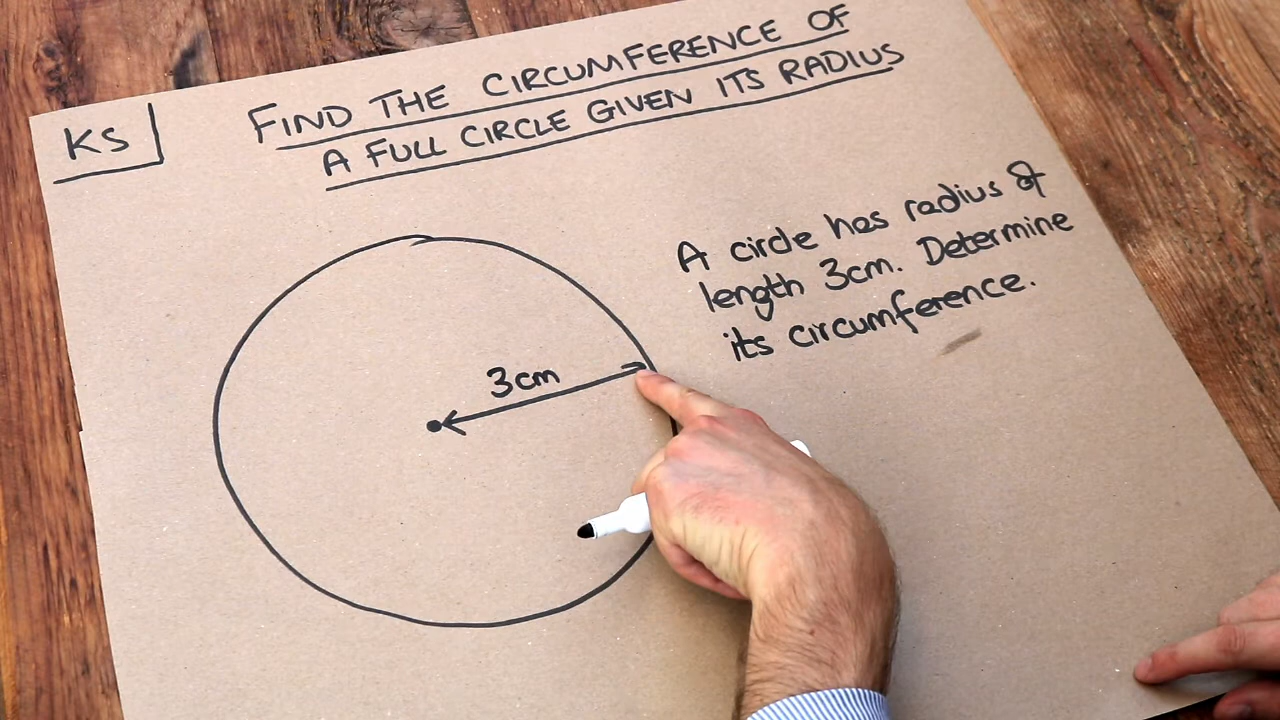 KS
FIND THE CIRCUMFERENCE OF
A FULL CIRCLE GIVEN ITS RADIUS
A circle has radius of
length 3cm. Determine
its circumference.
3cm